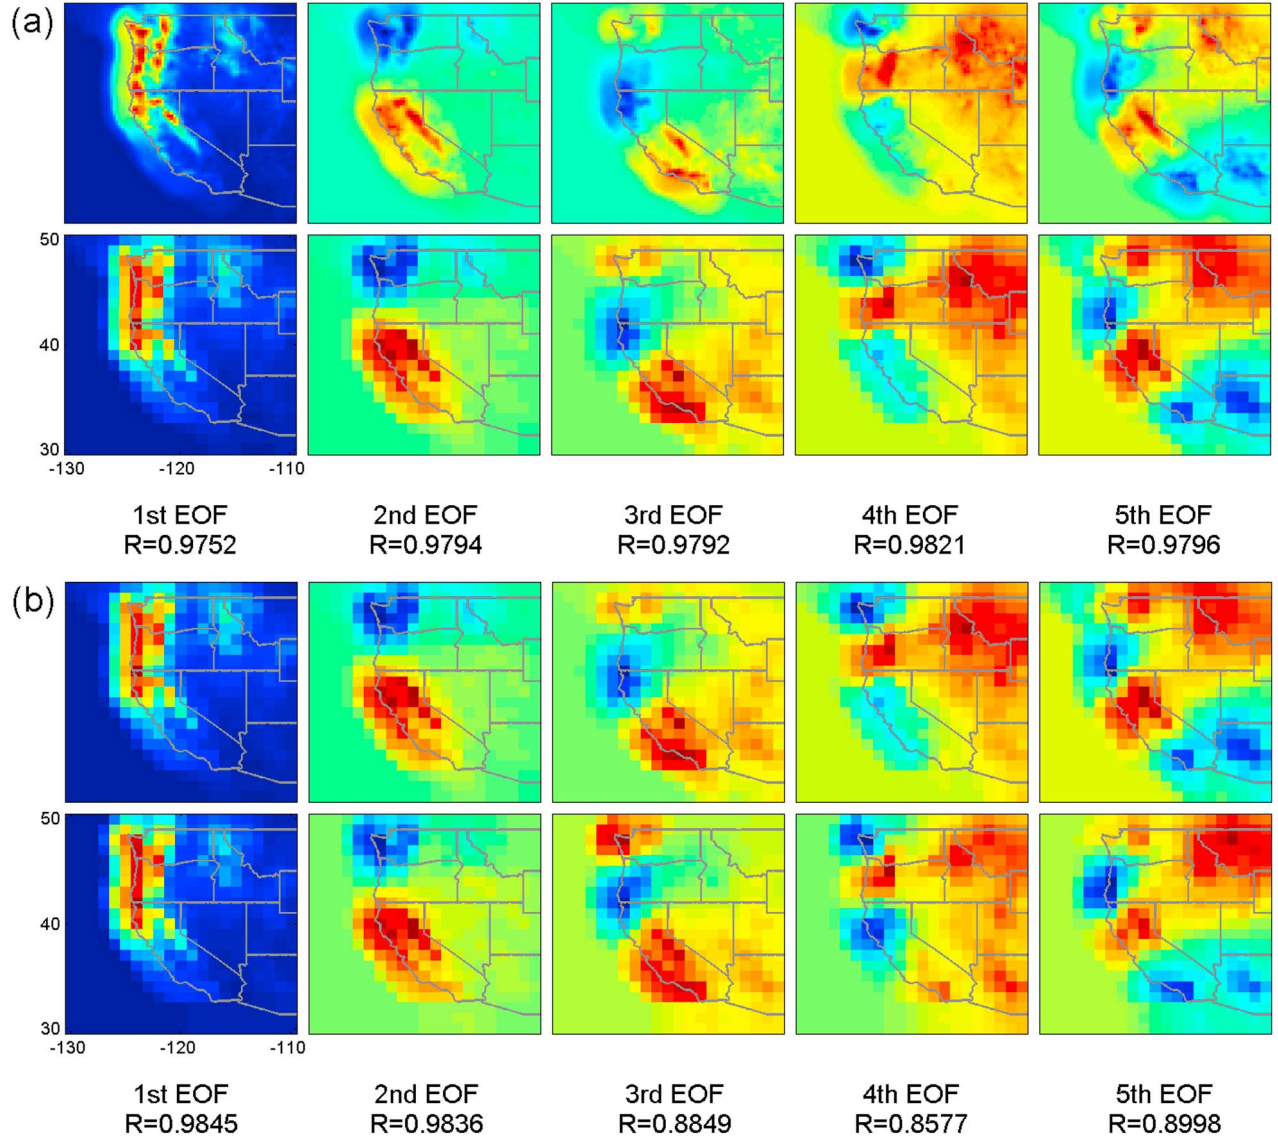 (a)
50
40
30
-130 -120 -110
1st EOF 2nd EOF 3rd EOF 4th EOF 5th EOF
R=0.9752 R=0.9794 R=0.9792 R=0.9821 R=0.9796
(b)
50
40
30
-130 -120 -110
1st EOF 2nd EOF 3rd EOF 4th EOF 5th EOF
R=0.9845 R=0.9836 R=0.8849 R=0.8577 R=0.8998